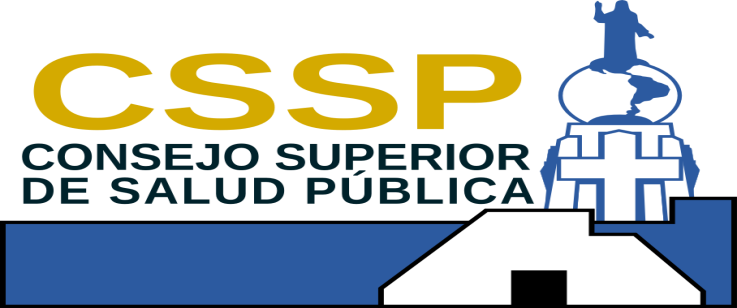 CSSP
CONSEJO SUPERIOR
DE SALUD PÚBLICA